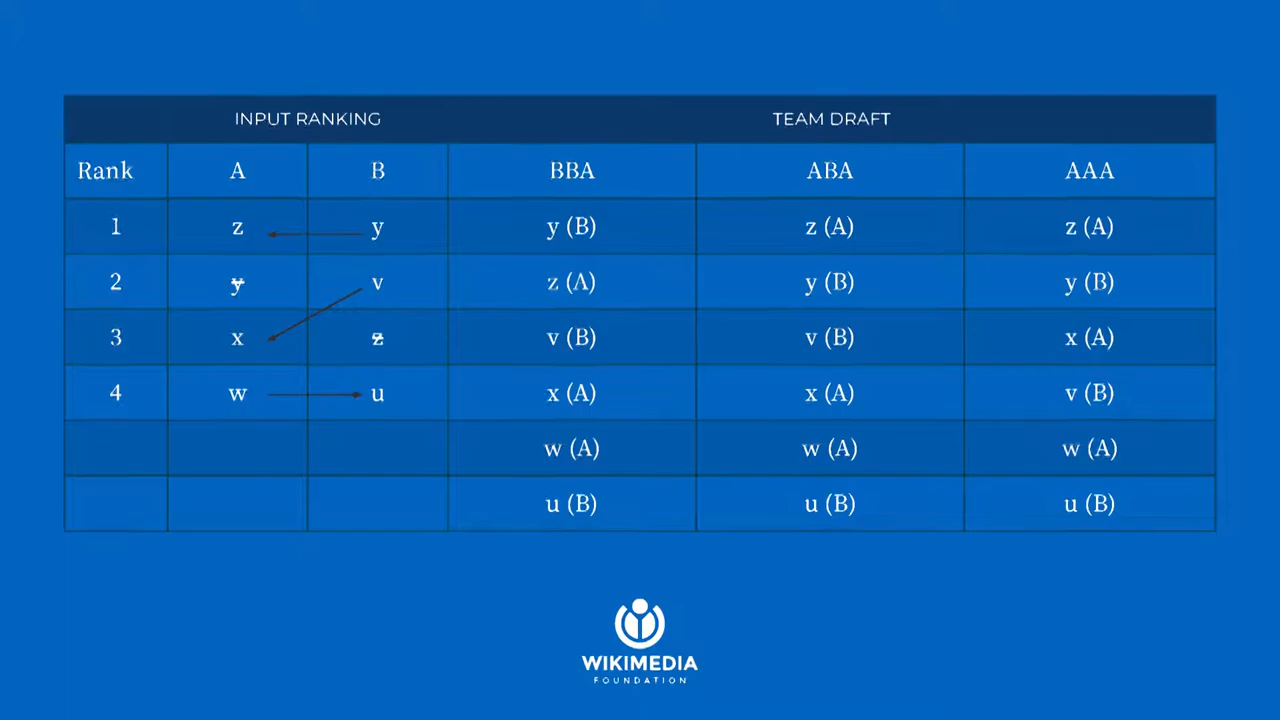 INPUT RANKING TEAM DRAFT
Rank A B BBA ABA AAA
1 z y y (B) z (A) z (A)
2 y v z (A) y (B) y (B)
3 x z v (B) v (B) x (A)
4 w u x (A) x (A) v (B)
w (A) w (A) w (A)
u (B) u (B) u (B)
WIKIMEDIA
FOUNDATION